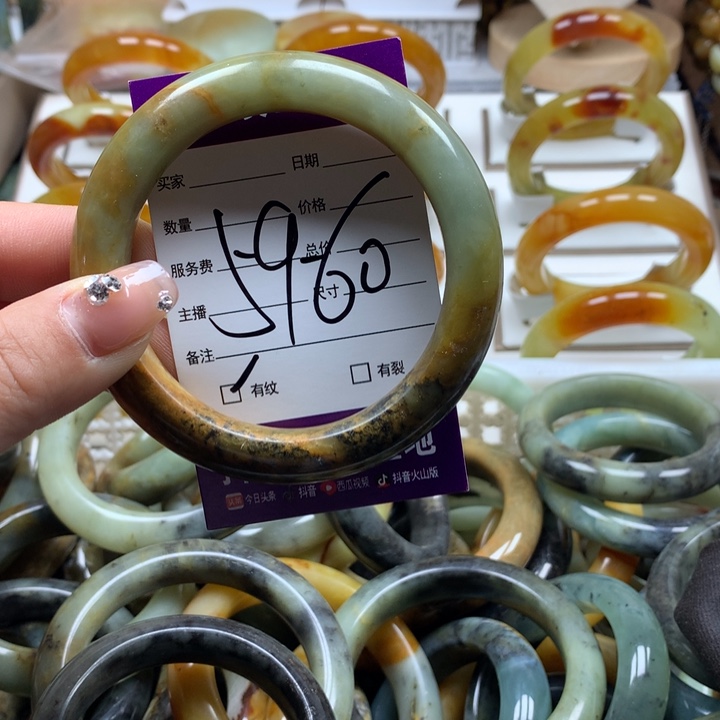 买家 日期
数量 价格
服务费 总价
主播 尺寸
5960
备注
有纹 有裂
地
今日头条 抖音 西瓜视频 抖音火山版